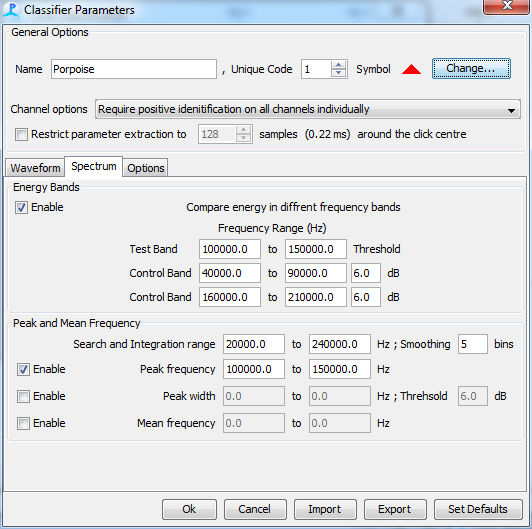 Classifier Parameters
General Options
Name Porpoise , Unique Code 1 Symbol Change...
Channel options Require positive identification on all channels individually
Restrict parameter extraction to 128 samples (0.22 ms) around the click centre
Waveform Spectrum Options
Energy Bands
Enable Compare energy in diffrent frequency bands
Frequency Range (Hz)
Test Band 100000.0 to 150000.0 Threshold
Control Band 40000.0 to 90000.0 6.0 dB
Control Band 160000.0 to 210000.0 6.0 dB
Peak and Mean Frequency
Search and Integration range 20000.0 to 240000.0 Hz ; Smoothing 5 bins
Enable Peak frequency 100000.0 to 150000.0 Hz
Enable Peak width 0.0 to 0.0 Hz ; Threhsold 6.0 dB
Enable Mean frequency 0.0 to 0.0 Hz
Ok Cancel Import Export Set Defaults